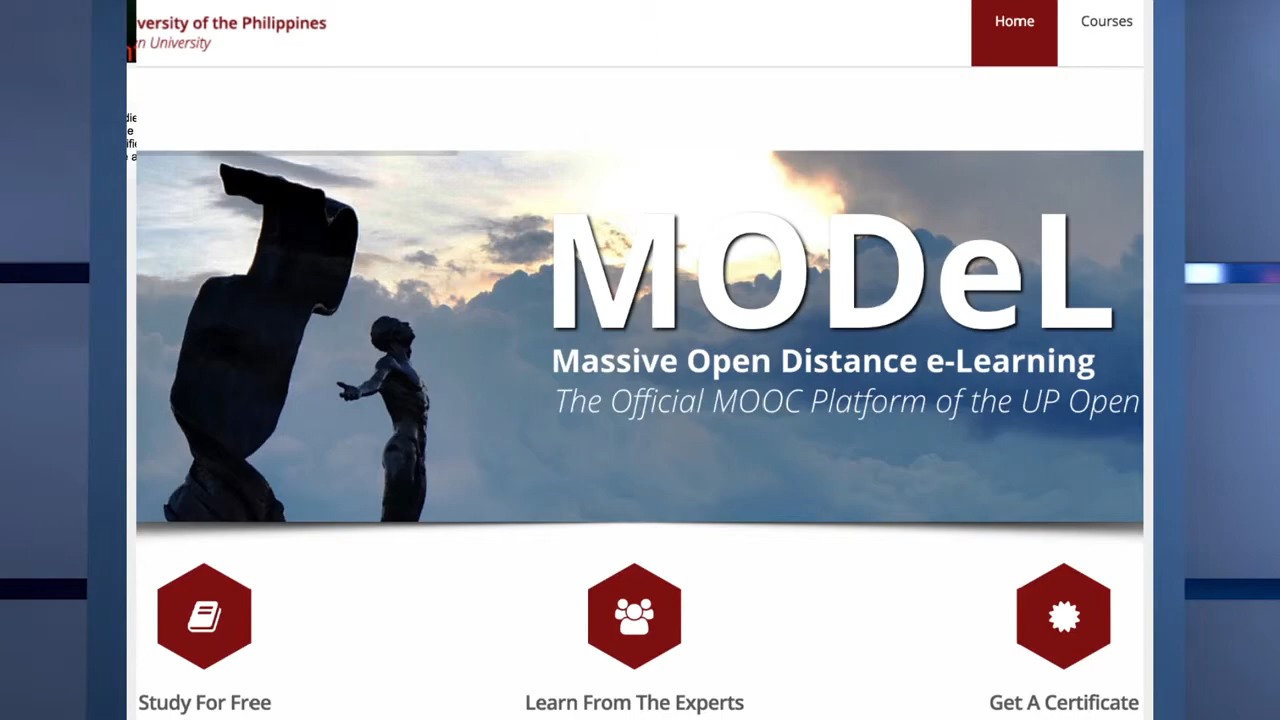 versity of the Philippines
n University
Home
Courses
MODeL
Massive Open Distance e-Learning
The Official MOOC Platform of the UP Open
Study For Free
Learn From The Experts
Get A Certificate